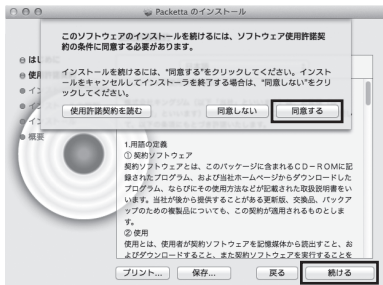 Packetta のインストール
このソフトウェアのインストールを続けるには、ソフトウェア使用許諾契
約の条件に同意する必要があります。
インストールを続けるには、“同意する”をクリックしてください。インスト
ールをキャンセルしてインストーラを終了する場合は、“同意しない”をクリ
ックしてください。
使用許諾契約を読む
同意しない
同意する
概要
1.用語の定義
① 契約ソフトウェア
契約ソフトウェアとは、このパッケージに含まれるＣＤ－ＲＯＭに記
録されたプログラム、および当社ホームページからダウンロードした
プログラム、ならびにその使用方法などが記載された取扱説明書をい
います。当社が後から提供することがある更新版、交換品、バックア
ップのための複製品についても、この契約が適用されるものとしま
す。
② 使用
使用とは、使用者が契約ソフトウェアを記憶媒体から読出すこと、お
よびダウンロードすること、また契約ソフトウェアを実行することを
プリント...
保存...
戻る
続ける